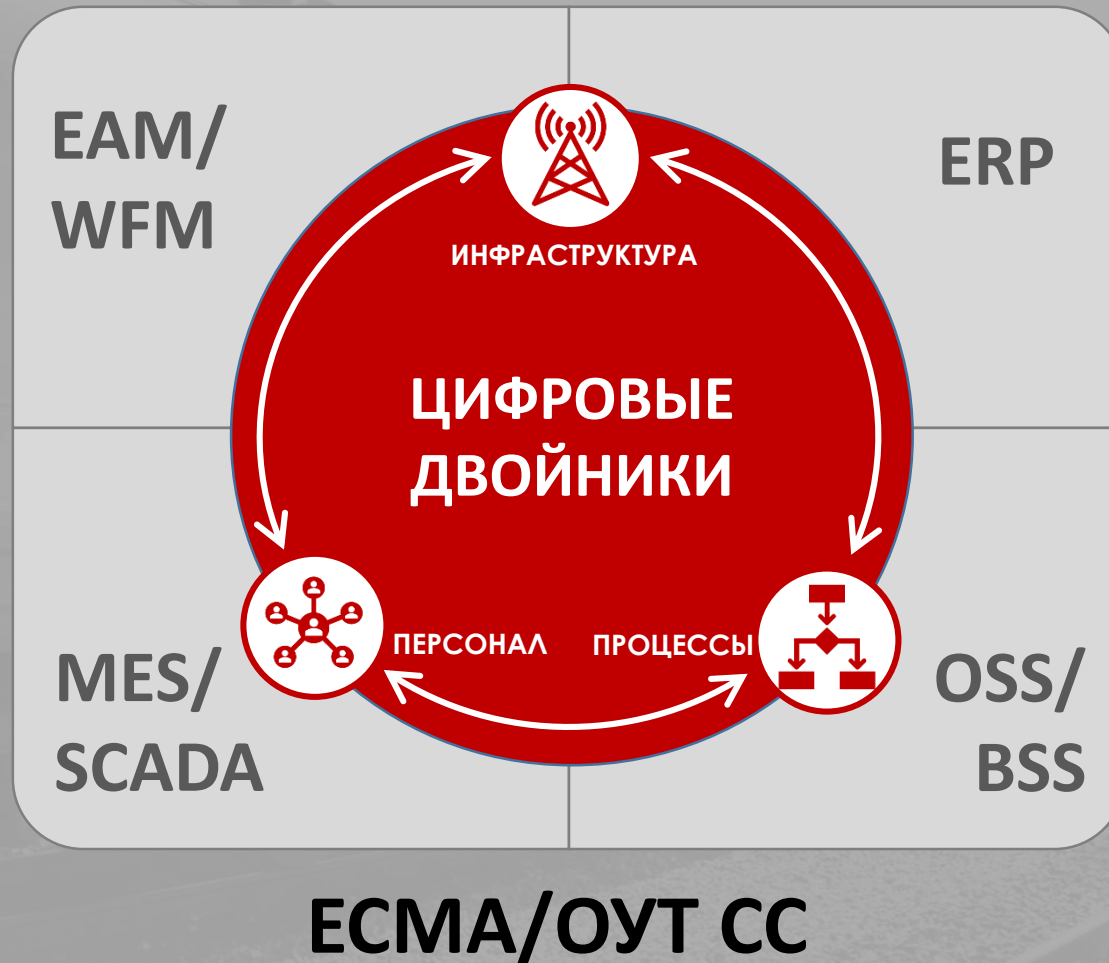 EAM/
WFM
ERP
ИНФРАСТРУКТУРА
ЦИФРОВЫЕ
ДВОЙНИКИ
ПЕРСОНАЛ
ПРОЦЕССЫ
MES/
SCADA
OSS/
BSS
ЕСМА/ОУТ СС